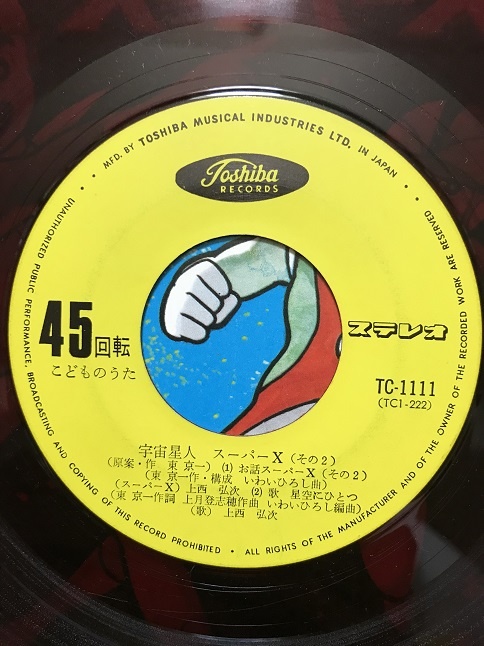 • MFD. BY TOSHIBA MUSICAL INDUSTRIES LTD. IN JAPAN •
Toshiba
RECORDS
45回転
こどものうた
ステレオ
TC-1111
(TC1-222)
宇宙星人 スーパーX(その2)
(原案・作 東 京一) (1) お話スーパーX(その2)
(東 京一作・構成 いわいひろし曲)
(スーパーX) 上西 弘次 (2) 歌 星空にひとつ
(東 京一作詞 上月登志穂作曲 いわいひろし編曲)
(歌) 上西 弘次
• UNAUTHORIZED PUBLIC PERFORMANCE, BROADCASTING AND COPYING OF THIS RECORD PROHIBITED • ALL RIGHTS OF THE MANUFACTURER AND OF THE OWNER OF THE RECORDED WORK ARE RESERVED •